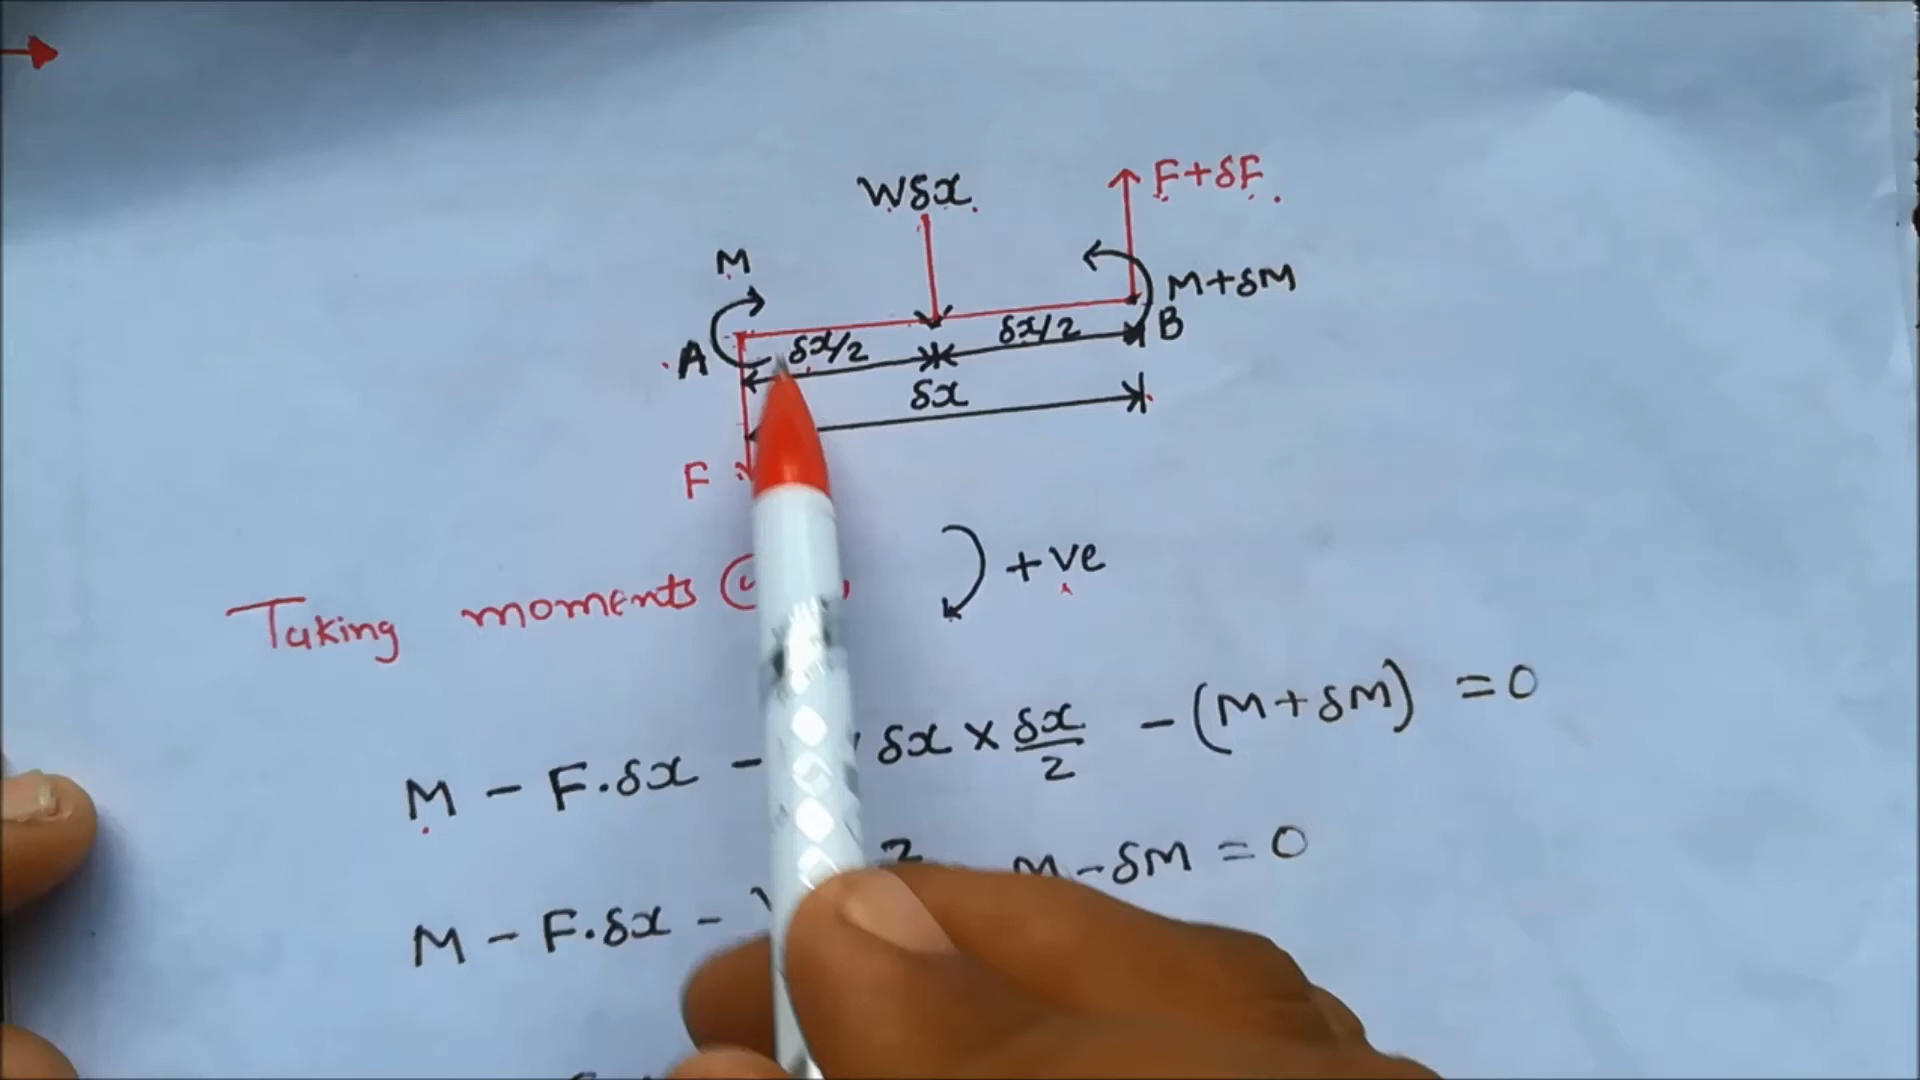 Wδx
F+δF
M
M+δM
A
δx/2
δx/2
B
δx
F
Taking moments
+ve
M - F.δx - δx × δx/2 - (M+δM) = 0
M - F.δx - 2 M - δM = 0